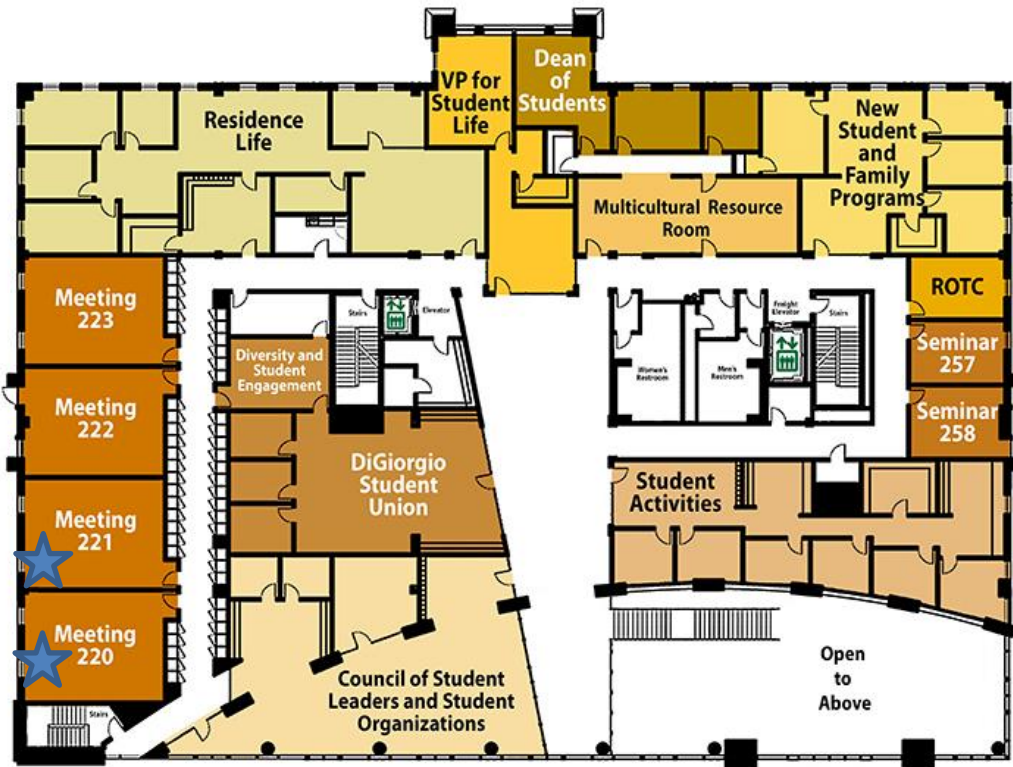 VP for
Student
Life
Dean
of
Students
Residence
Life
New
Student
and
Family
Programs
Multicultural Resource
Room
Meeting
223
Stairs
Elevator
Freight
Elevator
Stairs
ROTC
Diversity and
Student
Engagement
Women's
Restroom
Men's
Restroom
Seminar
257
Meeting
222
Seminar
258
DiGiorgio
Student
Union
Student
Activities
Meeting
221
Meeting
220
Council of Student
Leaders and Student
Organizations
Open
to
Above
Stairs